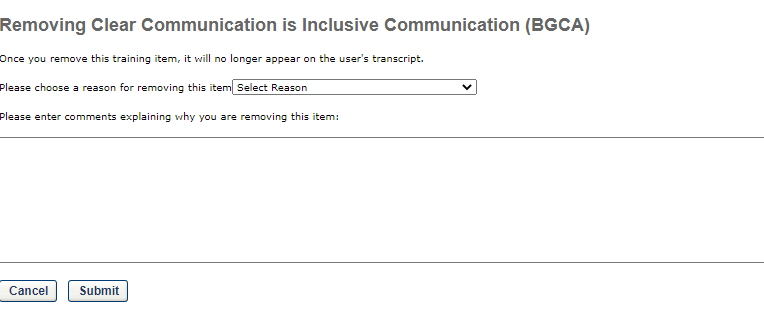 Removing Clear Communication is Inclusive Communication (BGCA)
Once you remove this training item, it will no longer appear on the user's transcript.
Please choose a reason for removing this item Select Reason
Please enter comments explaining why you are removing this item:
Cancel Submit